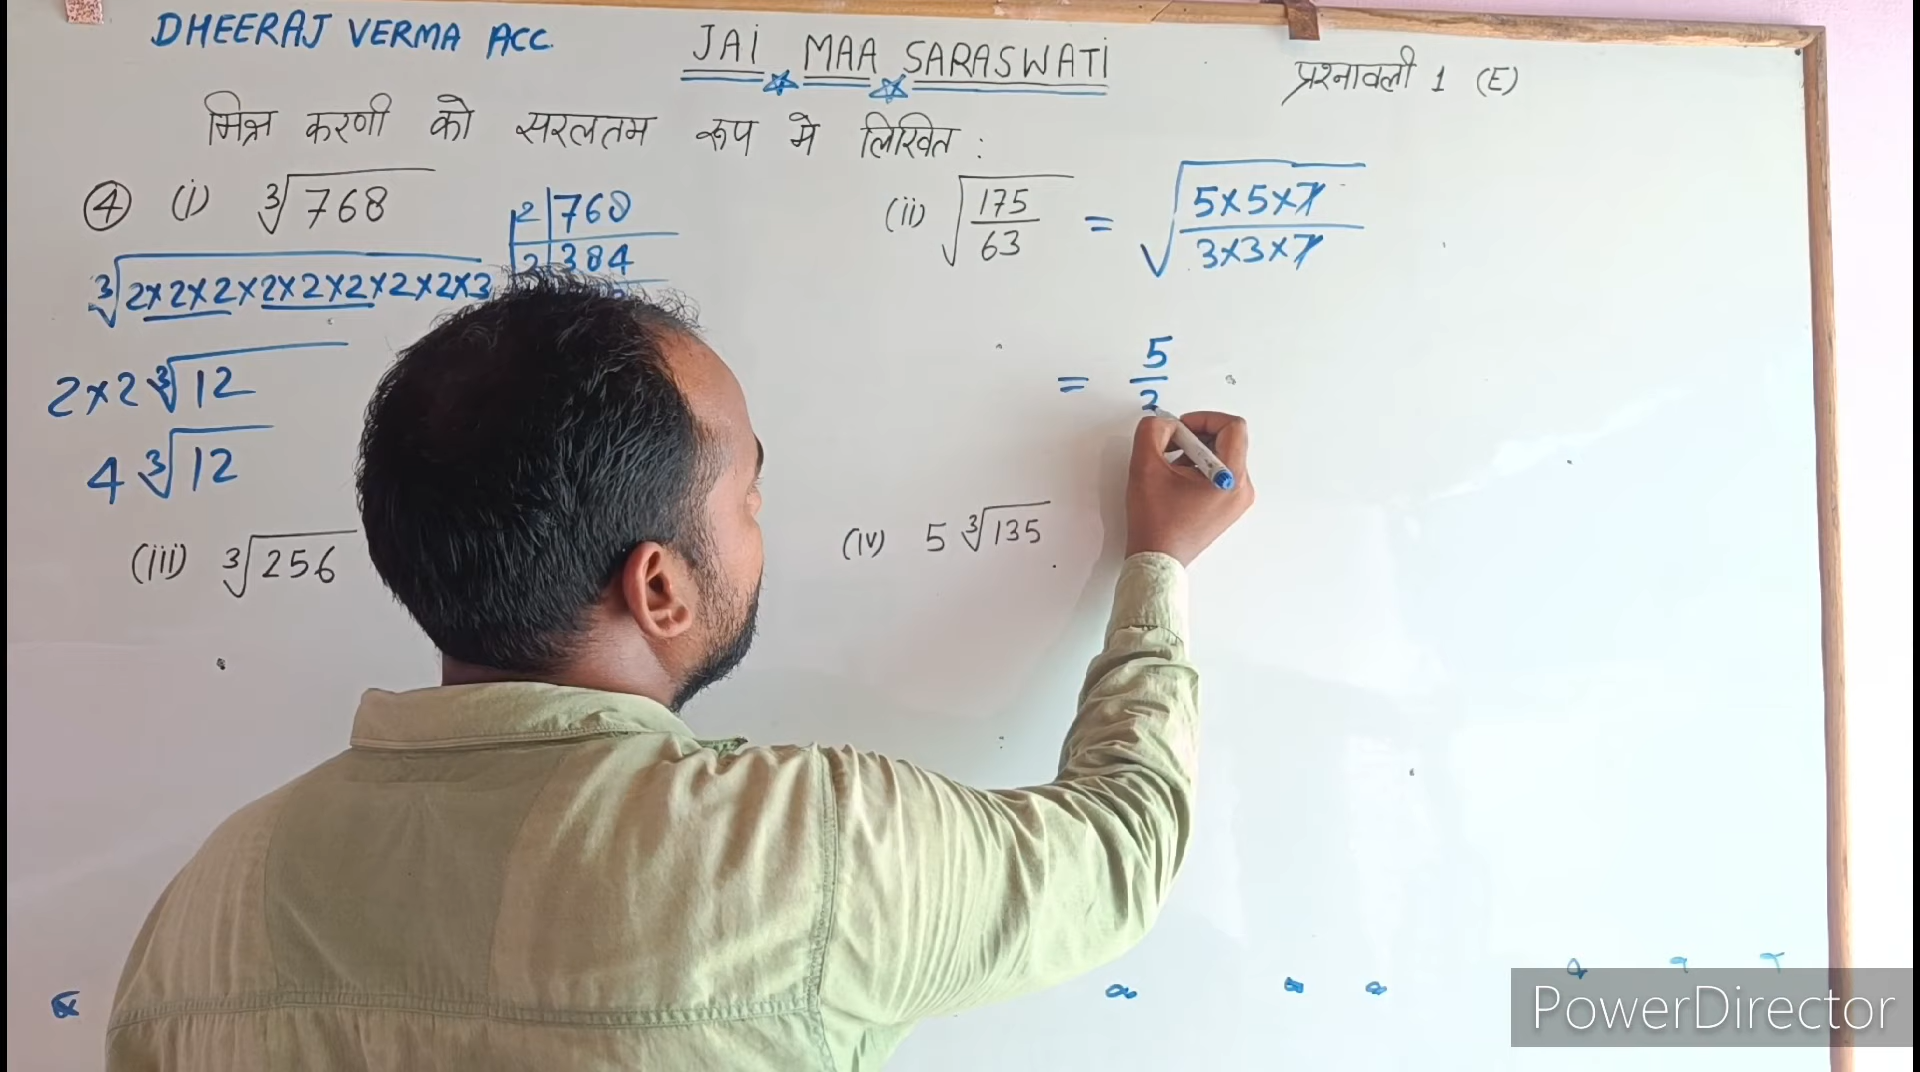 DHEERAJ VERMA ACC.
JAI MAA SARASWATI
प्रश्नावली 1 (E)
मिन्न करणी को सरलतम रूप मे लिखित :
④ (i) ∛768
2 | 768
2 | 384
∛2×2×2×2×2×2×2×2×3
2×2∛12
4∛12
(ii) √175/63 = √5×5×7/3×3×7
= 5/3
(iii) ∛256
(iv) 5∛135
PowerDirector